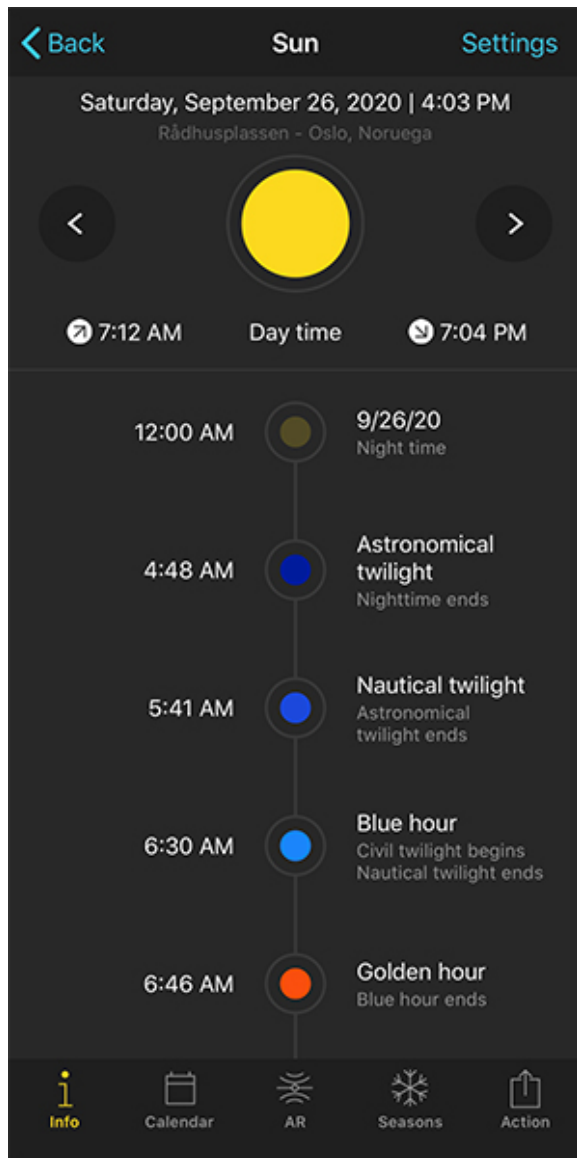 Back Sun Settings
Saturday, September 26, 2020 | 4:03 PM
Rådhusplassen - Oslo, Noruega
7:12 AM Day time 7:04 PM
12:00 AM 9/26/20
Night time
4:48 AM Astronomical
twilight
Nighttime ends
5:41 AM Nautical twilight
Astronomical
twilight ends
6:30 AM Blue hour
Civil twilight begins
Nautical twilight ends
6:46 AM Golden hour
Blue hour ends
Info Calendar AR Seasons Action